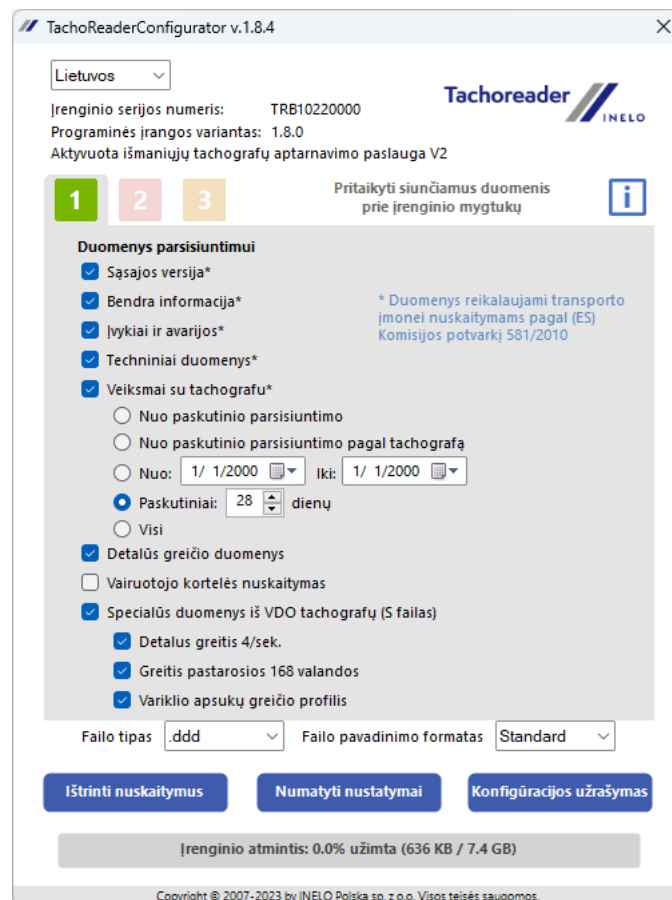 TachoReaderConfigurator v.1.8.4
Lietuvos
Tachoreader
INELO
Įrenginio serijos numeris: TRB10220000
Programinės įrangos variantas: 1.8.0
Aktyvuota išmaniųjų tachografų aptarnavimo paslauga V2
1 2 3
Pritaikyti siunčiamus duomenis
prie įrenginio mygtukų
i
Duomenys parsisiuntimui
Sąsajos versija*
Bendra informacija*
Įvykiai ir avarijos*
Techniniai duomenys*
Veiksmai su tachografu*
* Duomenys reikalaujami transporto
įmonei nuskaitymams pagal (ES)
Komisijos potvarkį 581/2010
Nuo paskutinio parsisiuntimo
Nuo paskutinio parsisiuntimo pagal tachografą
Nuo: 1/ 1/2000 Iki: 1/ 1/2000
Paskutiniai: 28 dienų
Visi
Detalūs greičio duomenys
Vairuotojo kortelės nuskaitymas
Specialūs duomenys iš VDO tachografų (S failas)
Detalus greitis 4/sek.
Greitis pastarosios 168 valandos
Variklio apsukų greičio profilis
Failo tipas .ddd Failo pavadinimo formatas Standard
Ištrinti nuskaitymus Numatyti nustatymai Konfigūracijos užrašymas
Įrenginio atmintis: 0.0% užimta (636 KB / 7.4 GB)
Copyright © 2007-2023 by INELO Polska sp. z o.o. Visos teisės saugomos.